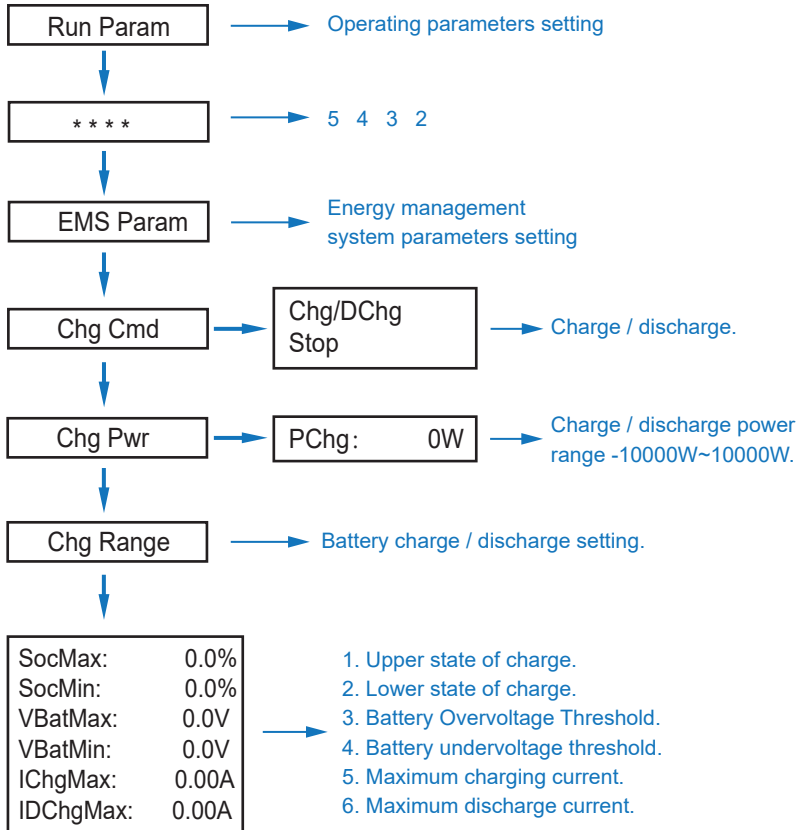 Run Param
Operating parameters setting
* * * *
5 4 3 2
EMS Param
Energy management
system parameters setting
Chg Cmd
Chg/DChg
Stop
Charge / discharge.
Chg Pwr
PChg: 0W
Charge / discharge power
range -10000W~10000W.
Chg Range
Battery charge / discharge setting.
SocMax: 0.0%
SocMin: 0.0%
VBatMax: 0.0V
VBatMin: 0.0V
IChgMax: 0.00A
IDChgMax: 0.00A
1. Upper state of charge.
2. Lower state of charge.
3. Battery Overvoltage Threshold.
4. Battery undervoltage threshold.
5. Maximum charging current.
6. Maximum discharge current.